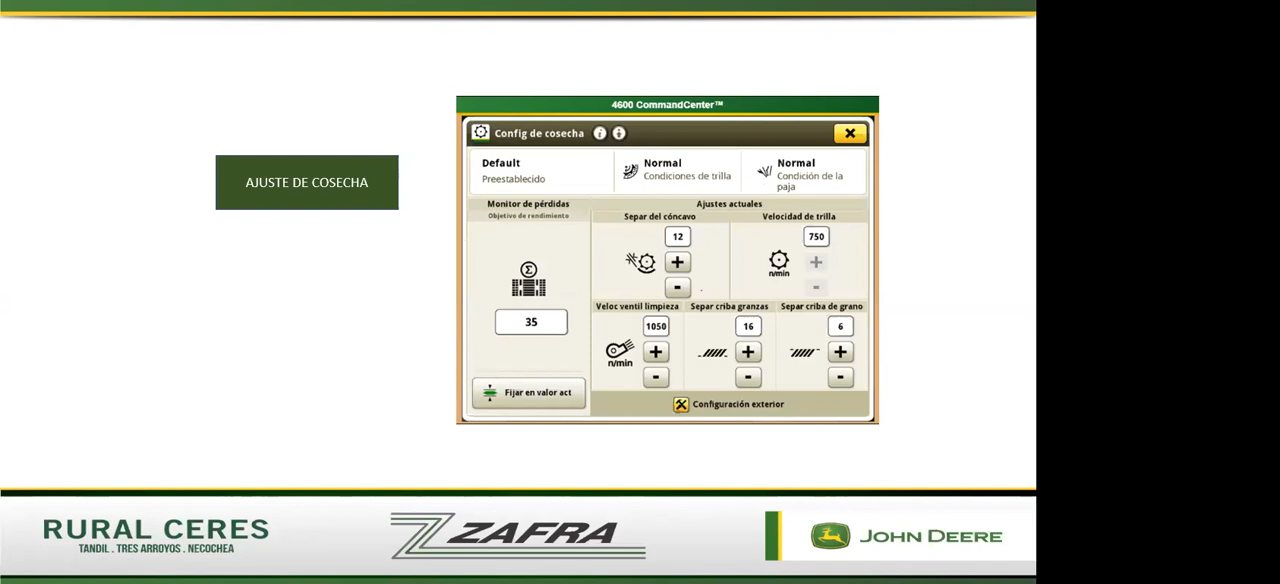 AJUSTE DE COSECHA
4600 CommandCenter™
Config de cosecha
Default
Preestablecido
Normal
Condiciones de trilla
Normal
Condición de la
paja
Monitor de pérdidas
Objetivo de rendimiento
35
Fijar en valor act
Ajustes actuales
Separ del cóncavo
12
+
-
Velocidad de trilla
750
n/min
+
-
Veloc ventil limpieza
1050
n/min
+
-
Separ criba granzas
16
+
-
Separ criba de grano
6
+
-
Configuración exterior
RURAL CERES
TANDIL . TRES ARROYOS . NECOCHEA
ZAFRA
JOHN DEERE